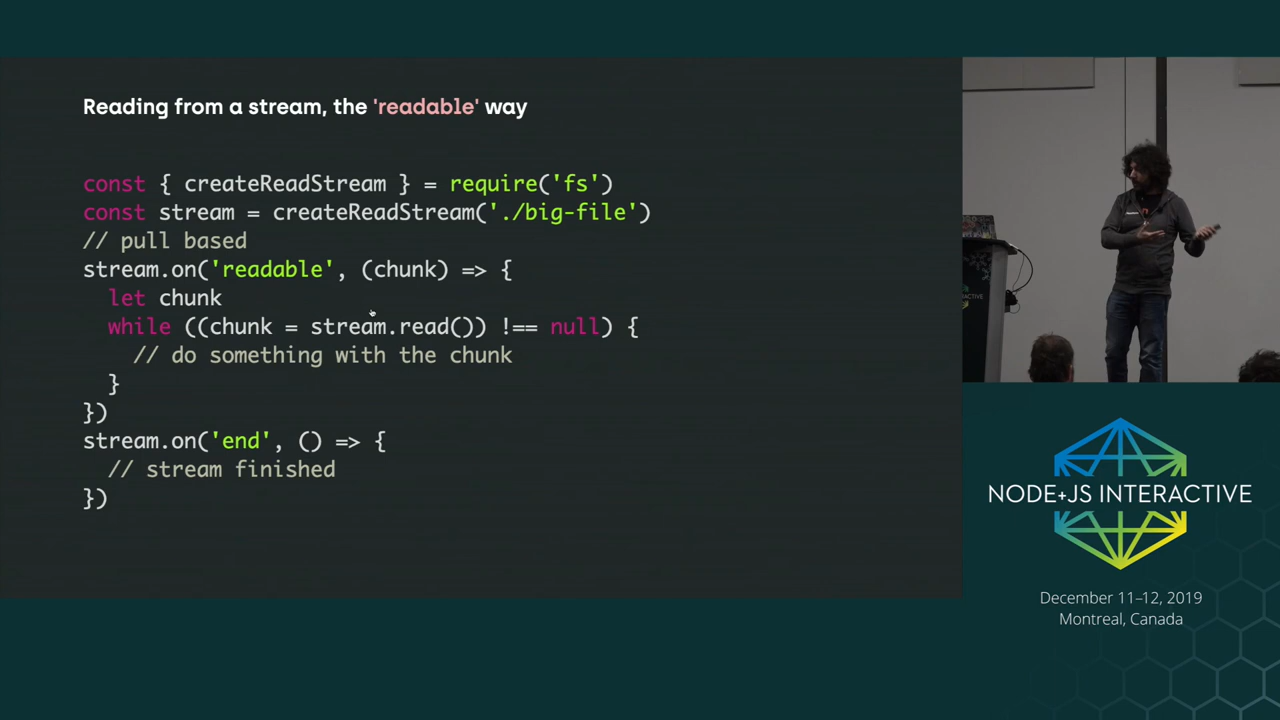 Reading from a stream, the 'readable' way
const { createReadStream } = require('fs')
const stream = createReadStream('./big-file')
// pull based
stream.on('readable', (chunk) => {
  let chunk
  while ((chunk = stream.read()) !== null) {
    // do something with the chunk
  }
})
stream.on('end', () => {
  // stream finished
})
NODE+JS INTERACTIVE
December 11–12, 2019
Montreal, Canada